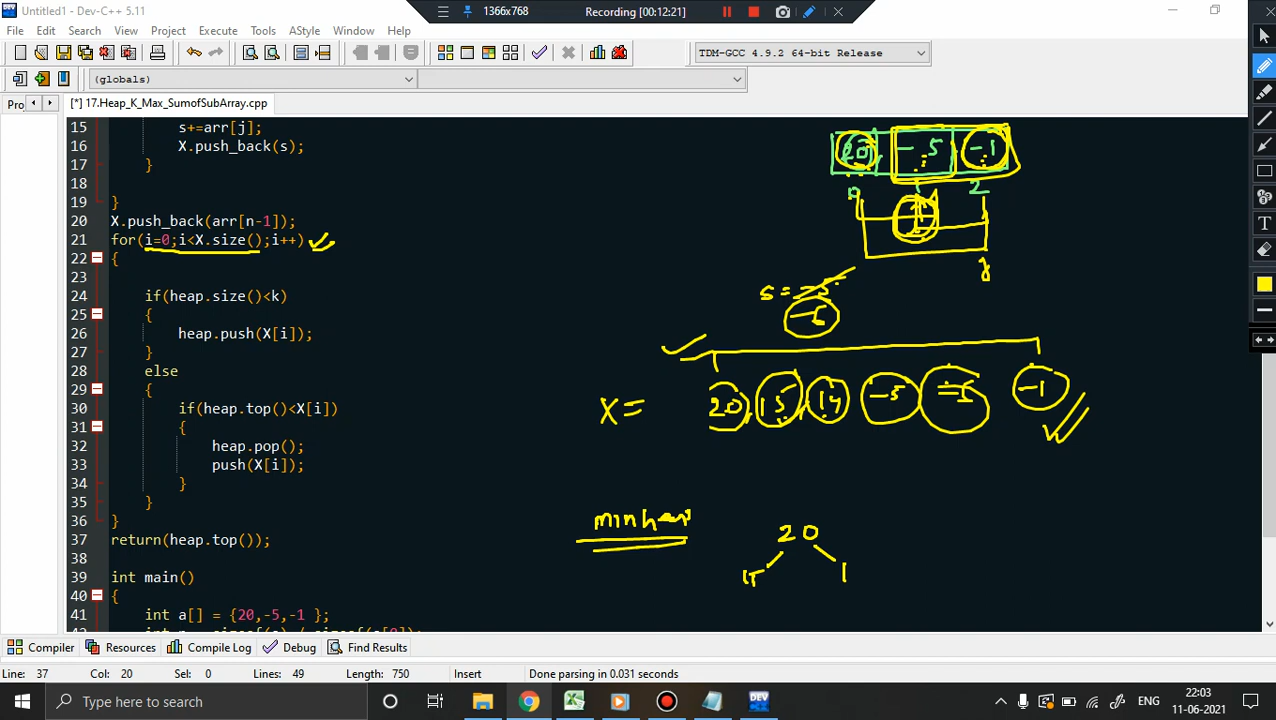 Untitled1 - Dev-C++ 5.11
1366x768
Recording [00:12:21]
File Edit Search View Project Execute Tools AStyle Window Help
TDM-GCC 4.9.2 64-bit Release
(globals)
Pro
[*] 17.Heap_K_Max_SumofSubArray.cpp
15 s+=arr[j];
16 X.push_back(s);
17 }
18
19 }
20 X.push_back(arr[n-1]);
21 for(i=0;i<X.size();i++)
22 {
23
24 if(heap.size()<k)
25 {
26 heap.push(X[i]);
27 }
28 else
29 {
30 if(heap.top()<X[i])
31 {
32 heap.pop();
33 push(X[i]);
34 }
35 }
36 }
37 return(heap.top());
38
39 int main()
40 {
41 int a[] = {20,-5,-1 };
20, -5 -1
2
s = -5
-6
X = 20, 15, 14 -5 -1
minheap
20
15 1
Compiler Resources Compile Log Debug Find Results
Line: 37 Col: 20 Sel: 0 Lines: 49 Length: 750 Insert Done parsing in 0.031 seconds
Type here to search
DEV
ENG
22:03
11-06-2021